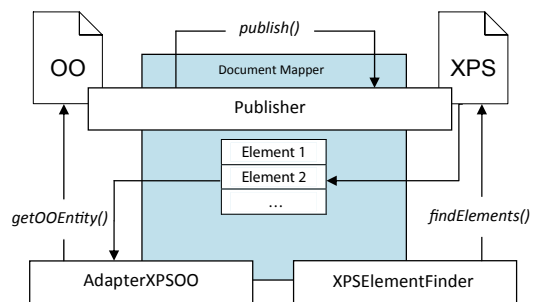 publish()
OO
Document Mapper
XPS
Publisher
Element 1
Element 2
...
getOOEntity()
findElements()
AdapterXPSOO
XPSElementFinder